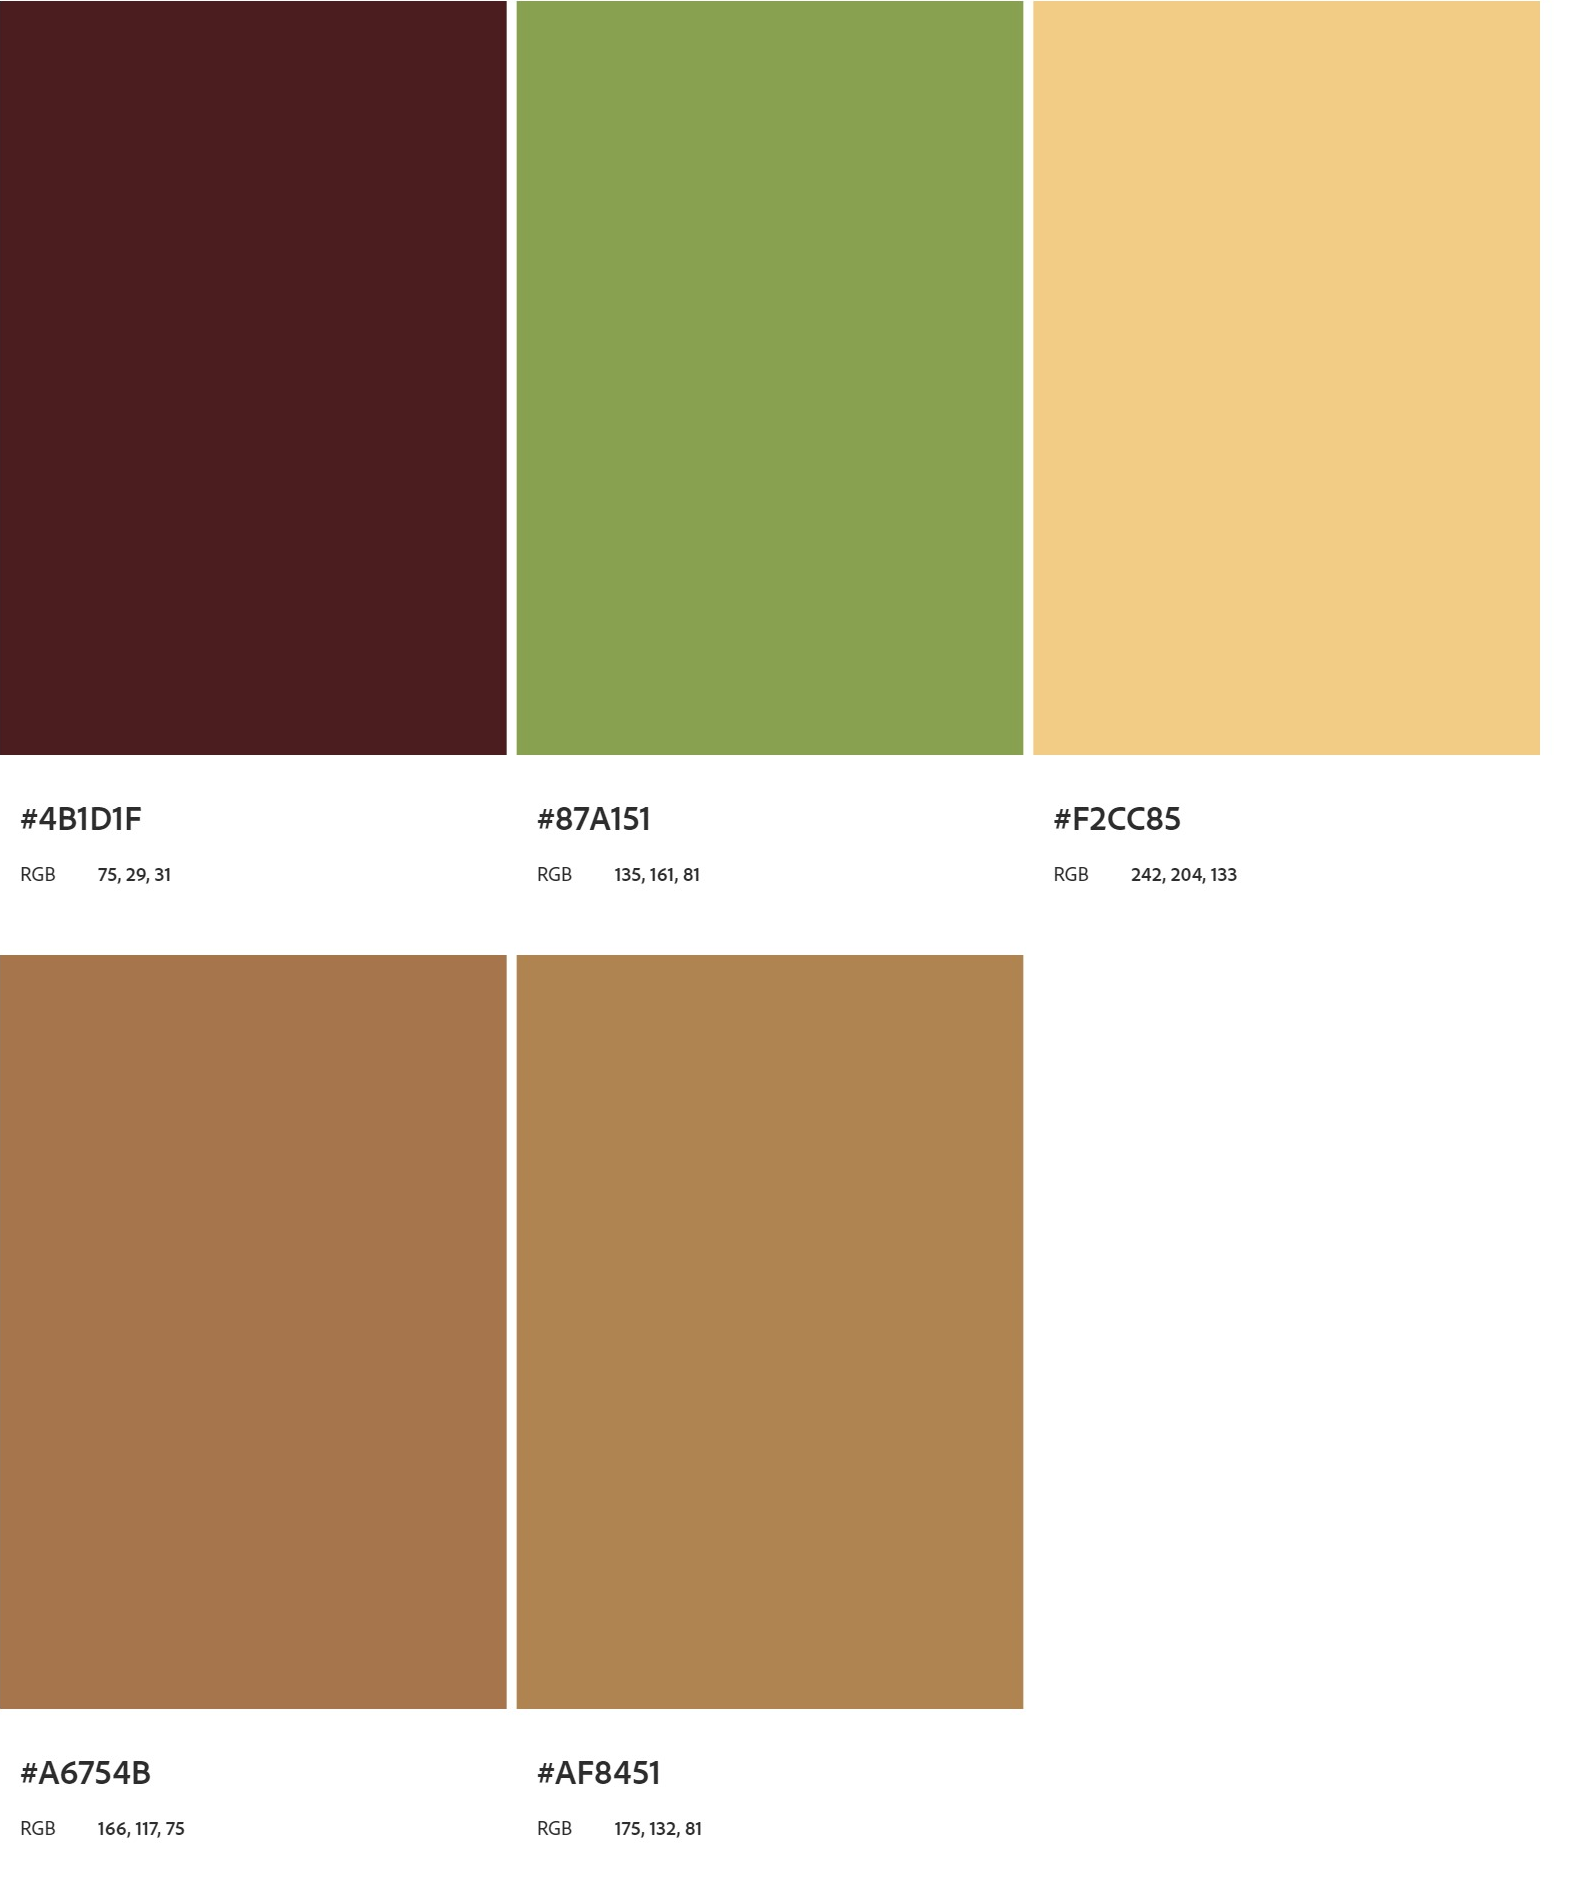 #4B1D1F
RGB 75, 29, 31
#87A151
RGB 135, 161, 81
#F2CC85
RGB 242, 204, 133
#A6754B
RGB 166, 117, 75
#AF8451
RGB 175, 132, 81